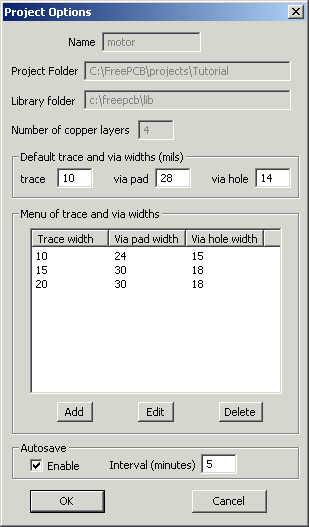 Project Options
Name motor
Project Folder C:\FreePCB\projects\Tutorial
Library folder c:\freepcb\lib
Number of copper layers 4
Default trace and via widths (mils)
trace 10 via pad 28 via hole 14
Menu of trace and via widths
Trace width Via pad width Via hole width
10 24 15
15 30 18
20 30 18
Add Edit Delete
Autosave
Enable Interval (minutes) 5
OK Cancel